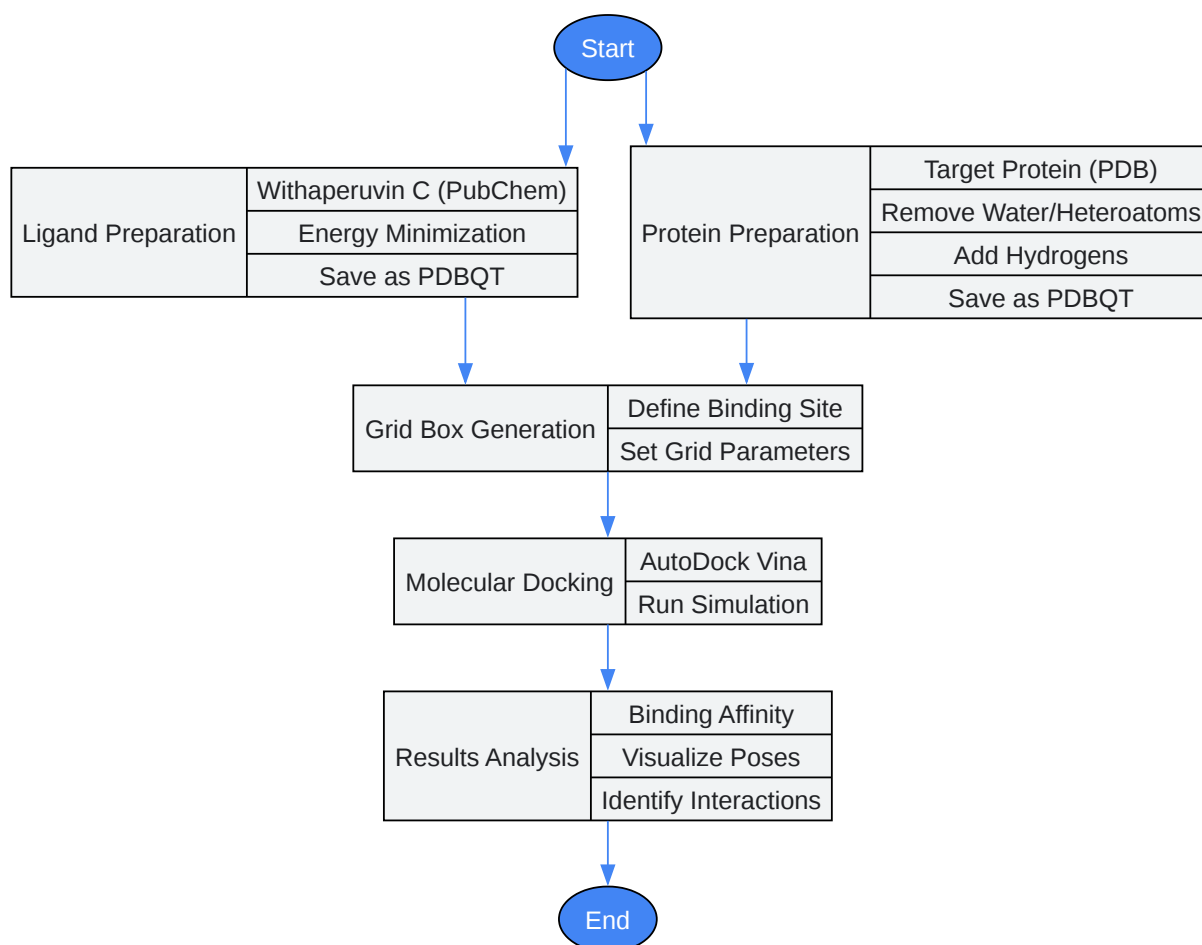 Start
Ligand Preparation
Withaperuvin C (PubChem)
Energy Minimization
Save as PDBQT
Protein Preparation
Target Protein (PDB)
Remove Water/Heteroatoms
Add Hydrogens
Save as PDBQT
Grid Box Generation
Define Binding Site
Set Grid Parameters
Molecular Docking
AutoDock Vina
Run Simulation
Results Analysis
Binding Affinity
Visualize Poses
Identify Interactions
End